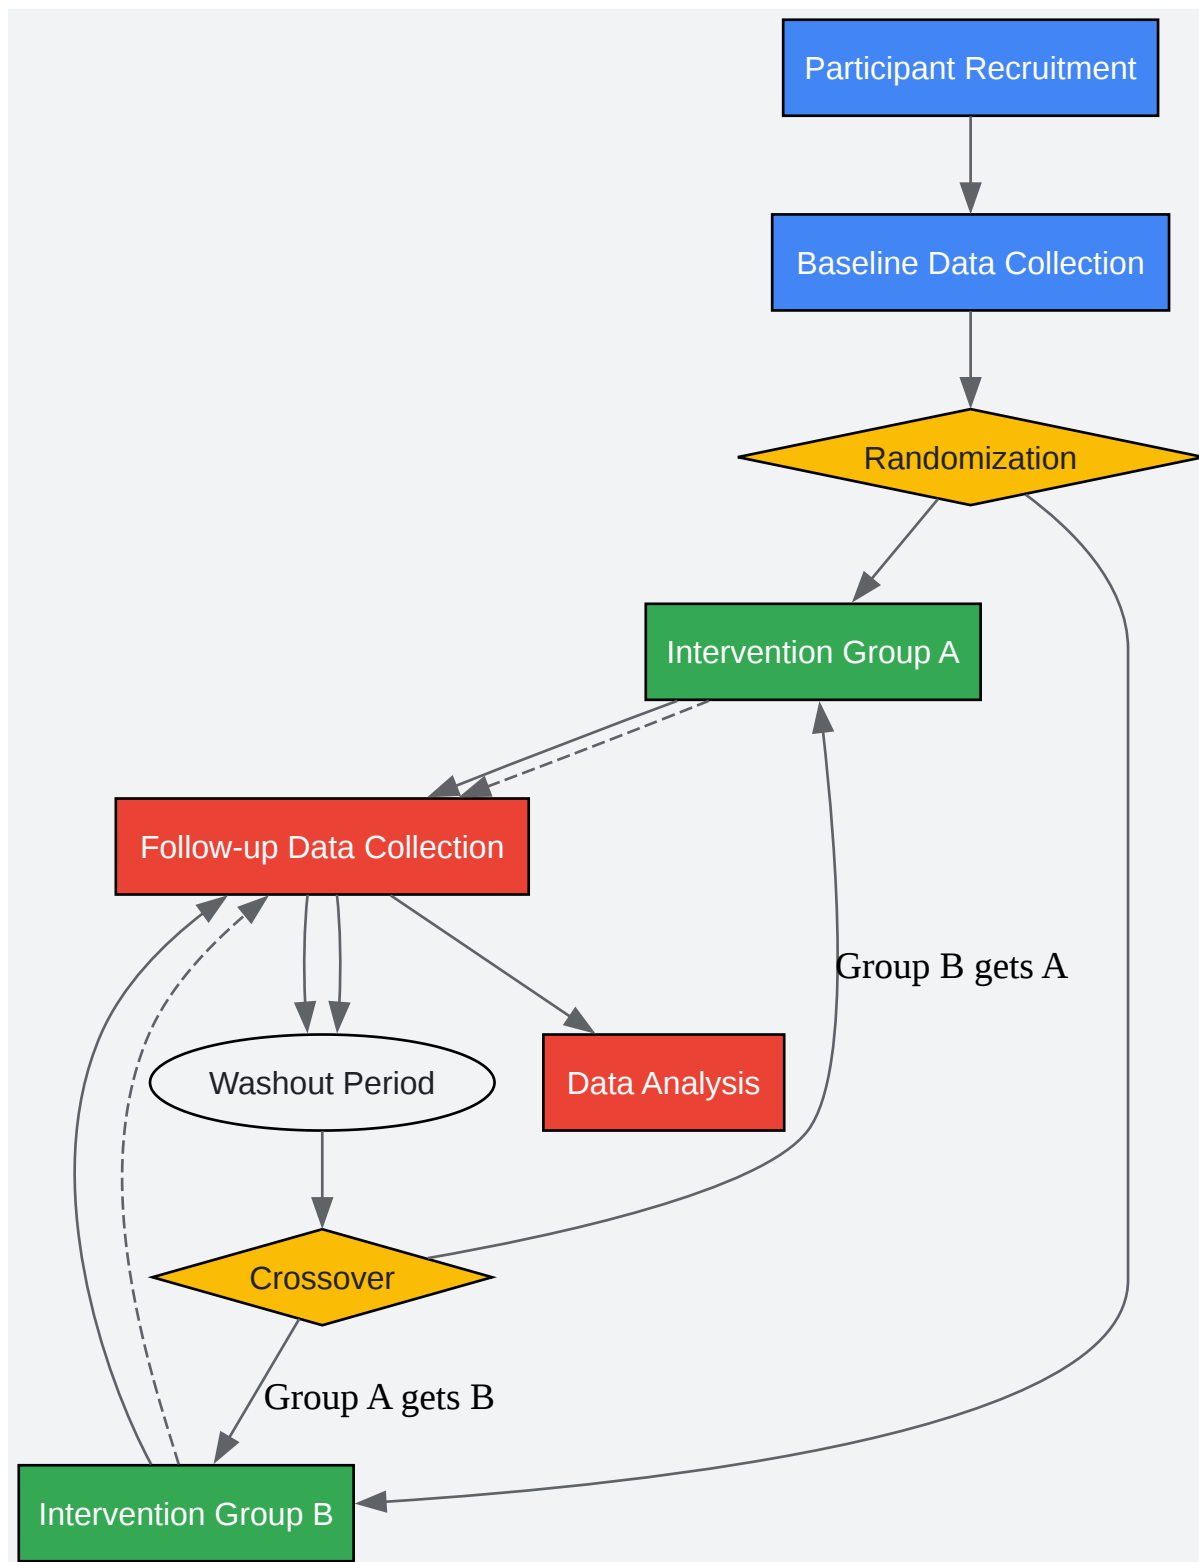 Participant Recruitment
Baseline Data Collection
Randomization
Intervention Group A
Follow-up Data Collection
Group B gets A
Washout Period
Data Analysis
Crossover
Group A gets B
Intervention Group B